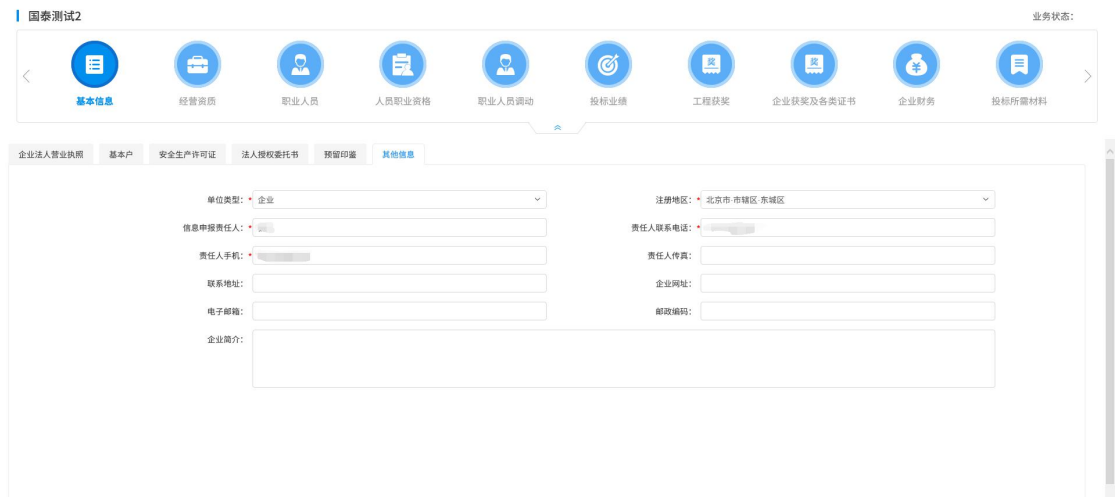 国泰测试2 业务状态:
奖 奖 ¥
基本信息 经营资质 职业人员 人员职业资格 职业人员调动 投标业绩 工程获奖 企业获奖及各类证书 企业财务 投标所需材料
企业法人营业执照 基本户 安全生产许可证 法人授权委托书 预留印鉴 其他信息
单位类型: * 企业 注册地区: * 北京市·市辖区·东城区
信息申报责任人: * 责任人联系电话: *
责任人手机: * 责任人传真:
联系地址: 企业网址:
电子邮箱: 邮政编码:
企业简介: